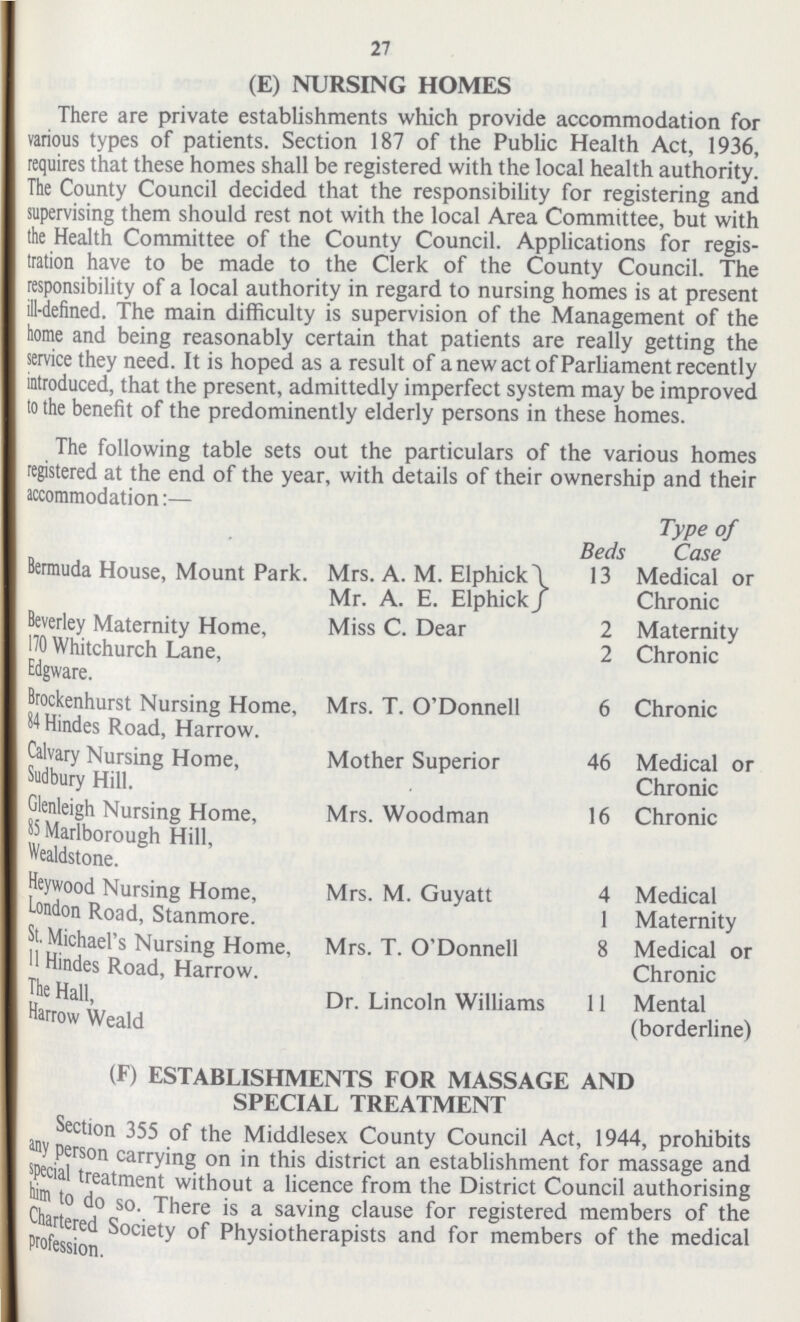 27
(E) NURSING HOMES
There are private establishments which provide accommodation for
various types of patients. Section 187 of the Public Health Act, 1936,
requires that these homes shall be registered with the local health authority.
The County Council decided that the responsibility for registering and
supervising them should rest not with the local Area Committee, but with
the Health Committee of the County Council. Applications for regis-
tration have to be made to the Clerk of the County Council. The
responsibility of a local authority in regard to nursing homes is at present
ill-defined. The main difficulty is supervision of the Management of the
home and being reasonably certain that patients are really getting the
service they need. It is hoped as a result of a new act of Parliament recently
introduced, that the present, admittedly imperfect system may be improved
to the benefit of the predominently elderly persons in these homes.
The following table sets out the particulars of the various homes
registered at the end of the year, with details of their ownership and their
accommodation:—
Type of
Beds Case
Bermuda House, Mount Park. Mrs. A. M. Elphick } 13 Medical or
Mr. A. E. Elphick } Chronic
Beverley Maternity Home, Miss C. Dear 2 Maternity
170 Whitchurch Lane, 2 Chronic
Edgware.
Brockenhurst Nursing Home, Mrs. T. O'Donnell 6 Chronic
84 Hindes Road, Harrow.
Calvary Nursing Home, Mother Superior 46 Medical or
Sudbury Hill. Chronic
Glenleigh Nursing Home, Mrs. Woodman 16 Chronic
85 Marlborough Hill,
Wealdstone.
Heywood Nursing Home, Mrs. M. Guyatt 4 Medical
London Road, Stanmore. 1 Maternity
St. Michael's Nursing Home, Mrs. T. O'Donnell 8 Medical or
11 Hindes Road, Harrow. Chronic
The Hall, Dr. Lincoln Williams 11 Mental
Harrow Weald (borderline)
(F) ESTABLISHMENTS FOR MASSAGE AND
SPECIAL TREATMENT
Section 355 of the Middlesex County Council Act, 1944, prohibits
any person carrying on in this district an establishment for massage and
special treatment without a licence from the District Council authorising
him to do so. There is a saving clause for registered members of the
Chartered Society of Physiotherapists and for members of the medical
profession.